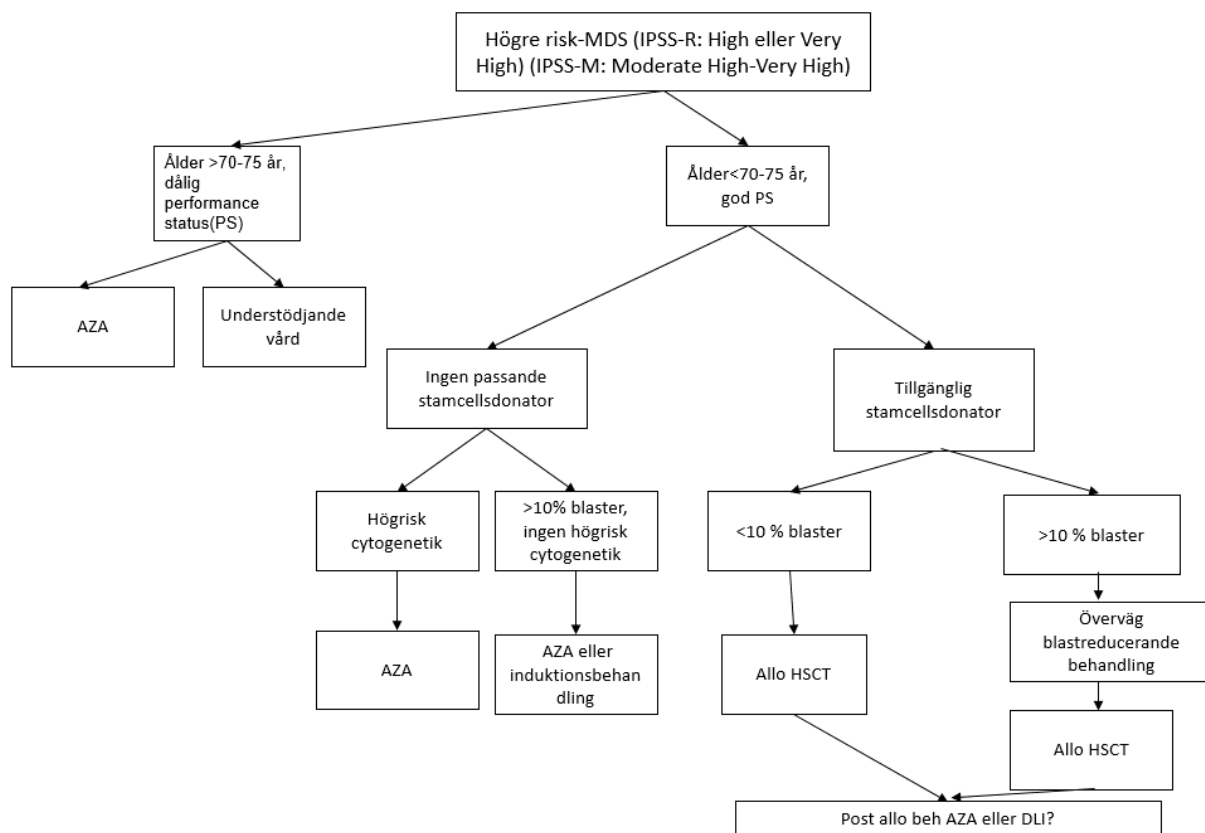 Högre risk-MDS (IPSS-R: High eller Very
High) (IPSS-M: Moderate High-Very High)
Ålder >70-75 år,
dålig
performance
status(PS)
Ålder<70-75 år,
god PS
AZA
Understödjande
vård
Ingen passande
stamcellsdonator
Tillgänglig
stamcellsdonator
Högrisk
cytogenetik
>10% blaster,
ingen högrisk
cytogenetik
<10 % blaster
>10 % blaster
AZA
AZA eller
induktionsbehan
dling
Allo HSCT
Överväg
blastreducerande
behandling
Allo HSCT
Post allo beh AZA eller DLI?